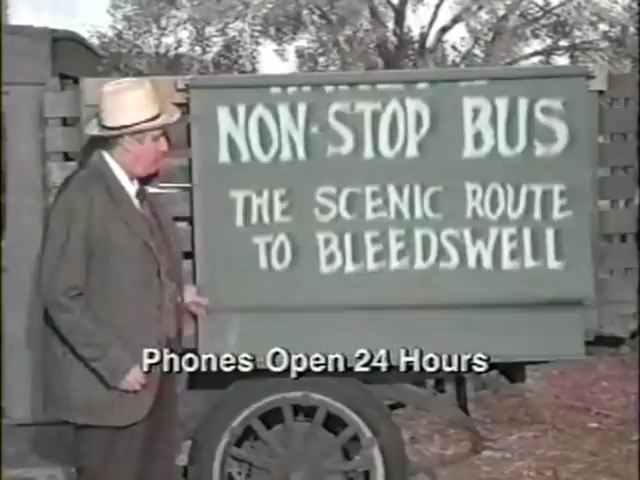 NON-STOP BUS
THE SCENIC ROUTE
TO BLEEDSWELL
Phones Open 24 Hours